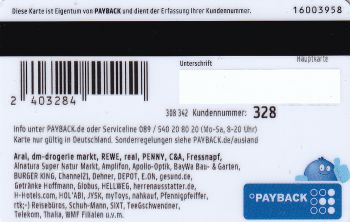 Diese Karte ist Eigentum von PAYBACK und dient der Erfassung Ihrer Kundennummer. 16003958
Hauptkarte
Unterschrift
2 403284
308 342 Kundennummer: 328
Info unter PAYBACK.de oder Serviceline 089 / 540 20 80 20 (Mo-Sa, 8-20 Uhr)
Karte nur gültig in Deutschland. Sonderregelungen siehe PAYBACK.de/ausland
Aral, dm-drogerie markt, REWE, real, PENNY, C&A, Fressnapf,
Alnatura Super Natur Markt, Amplifon, Apollo-Optik, BayWa Bau- & Garten,
BURGER KING, Channel21, Dehner, DEPOT, E.ON, gesund.de,
Getränke Hoffmann, Globus, HELLWEG, herrenausstatter.de,
H-Hotels.com, HOL'AB!, JYSK, myToys, nahkauf, Pfennigpfeiffer,
rtk;-) Reisebüros, Schuh-Mann, SIXT, TeeGschwendner,
Telekom, Thalia, WMF Filialen u.v.m.
PAYBACK